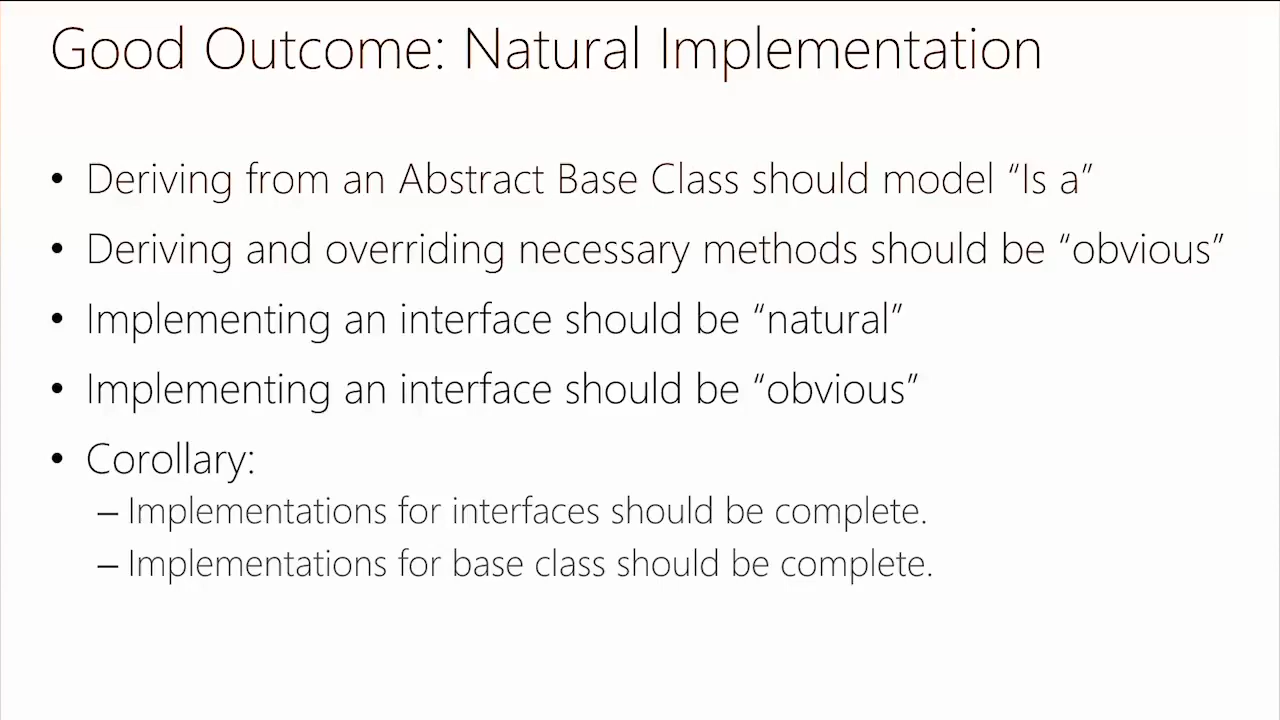 Good Outcome: Natural Implementation
• Deriving from an Abstract Base Class should model “Is a”
• Deriving and overriding necessary methods should be “obvious”
• Implementing an interface should be “natural”
• Implementing an interface should be “obvious”
• Corollary:
– Implementations for interfaces should be complete.
– Implementations for base class should be complete.